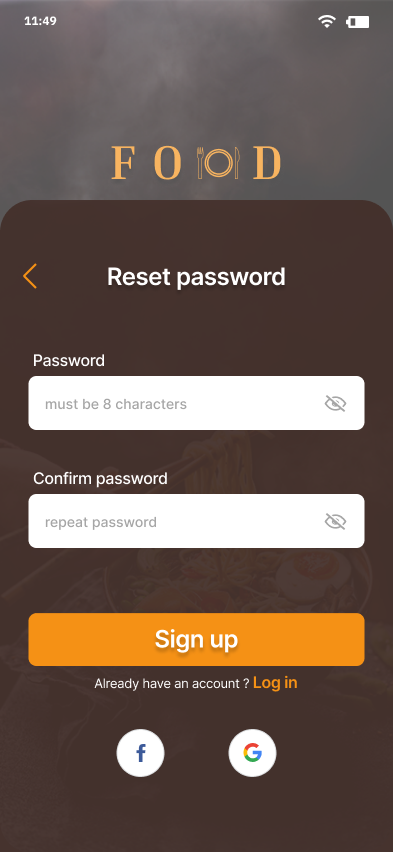 11:49
FOOD
Reset password
Password
must be 8 characters
Confirm password
repeat password
Sign up
Already have an account ? Log in
f
G